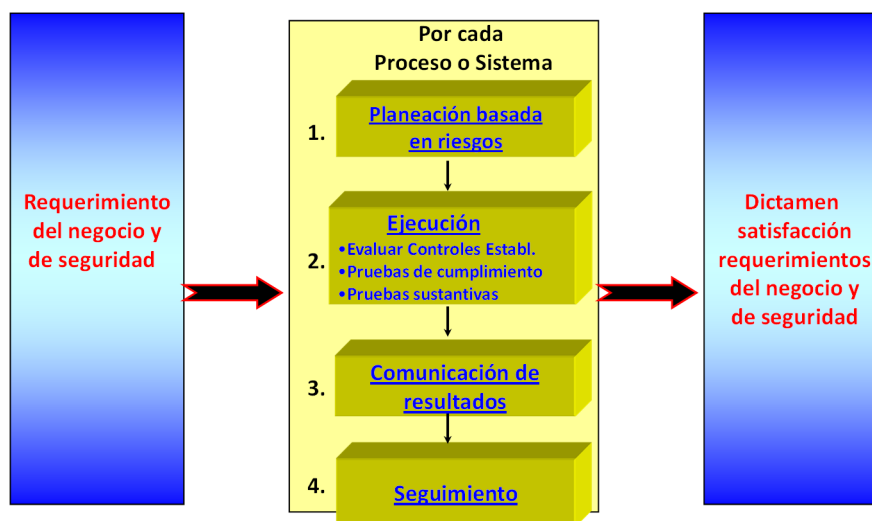 Requerimiento
del negocio y
de seguridad
Por cada
Proceso o Sistema
1.
Planeación basada
en riesgos
2.
Ejecución
•Evaluar Controles Establ.
•Pruebas de cumplimiento
•Pruebas sustantivas
3.
Comunicación de
resultados
4.
Seguimiento
Dictamen
satisfacción
requerimientos
del negocio y
de seguridad